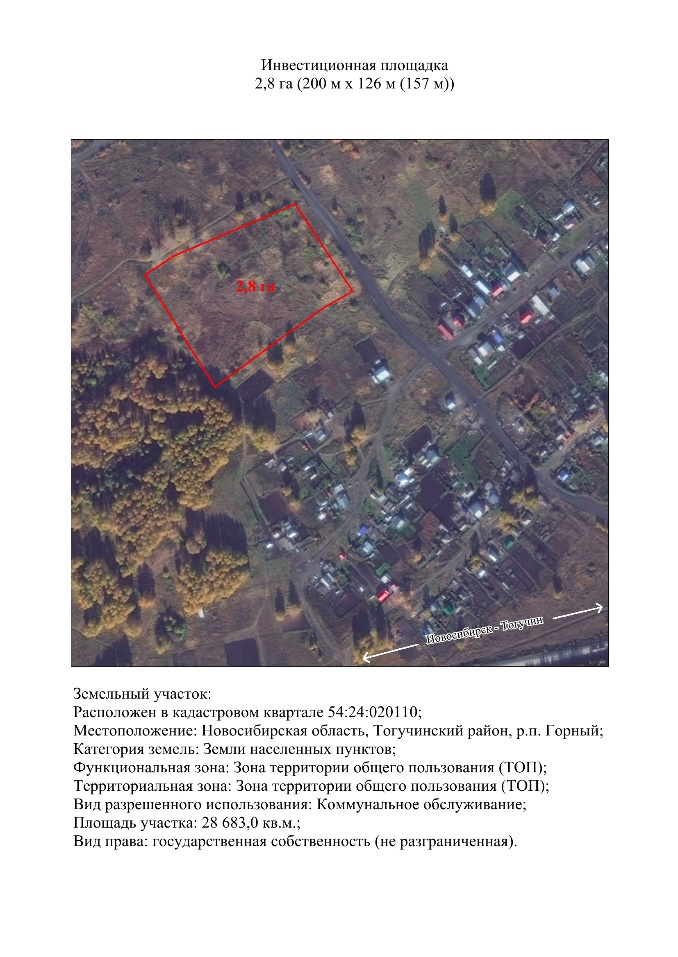 Инвестиционная площадка
2,8 га (200 м х 126 м (157 м))
2,8 га
Новосибирск - Тогучин
Земельный участок:
Расположен в кадастровом квартале 54:24:020110;
Местоположение: Новосибирская область, Тогучинский район, р.п. Горный;
Категория земель: Земли населенных пунктов;
Функциональная зона: Зона территории общего пользования (ТОП);
Территориальная зона: Зона территории общего пользования (ТОП);
Вид разрешенного использования: Коммунальное обслуживание;
Площадь участка: 28 683,0 кв.м.;
Вид права: государственная собственность (не разграниченная).